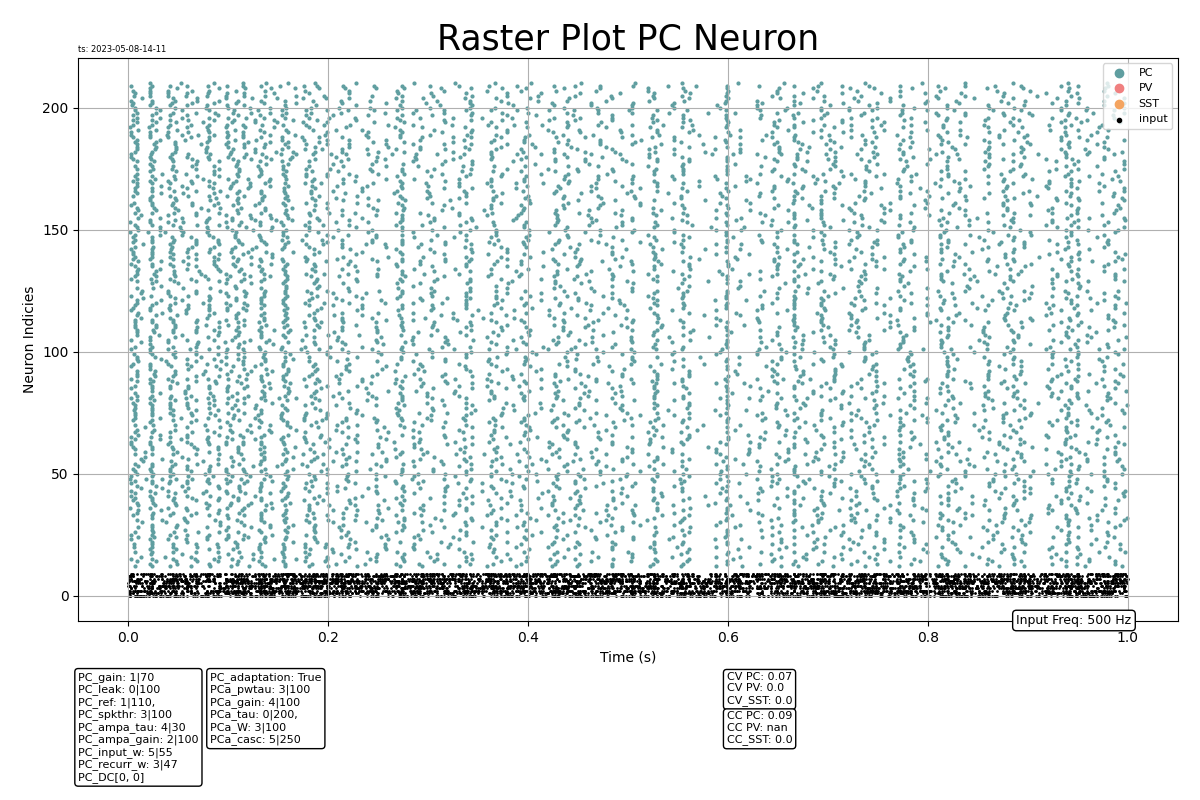 Raster Plot PC Neuron
ts: 2023-05-08-14-11
PC
PV
SST
input
200
150
100
50
0
Neuron Indicies
0.0
0.2
0.4
0.6
0.8
1.0
Input Freq: 500 Hz
Time (s)
PC_gain: 1|70
PC_leak: 0|100
PC_ref: 1|110,
PC_spkthr: 3|100
PC_ampa_tau: 4|30
PC_ampa_gain: 2|100
PC_input_w: 5|55
PC_recurr_w: 3|47
PC_DC[0, 0]
PC_adaptation: True
PCa_pwtau: 3|100
PCa_gain: 4|100
PCa_tau: 0|200,
PCa_W: 3|100
PCa_casc: 5|250
CV PC: 0.07
CV PV: 0.0
CV_SST: 0.0
CC PC: 0.09
CC PV: nan
CC_SST: 0.0